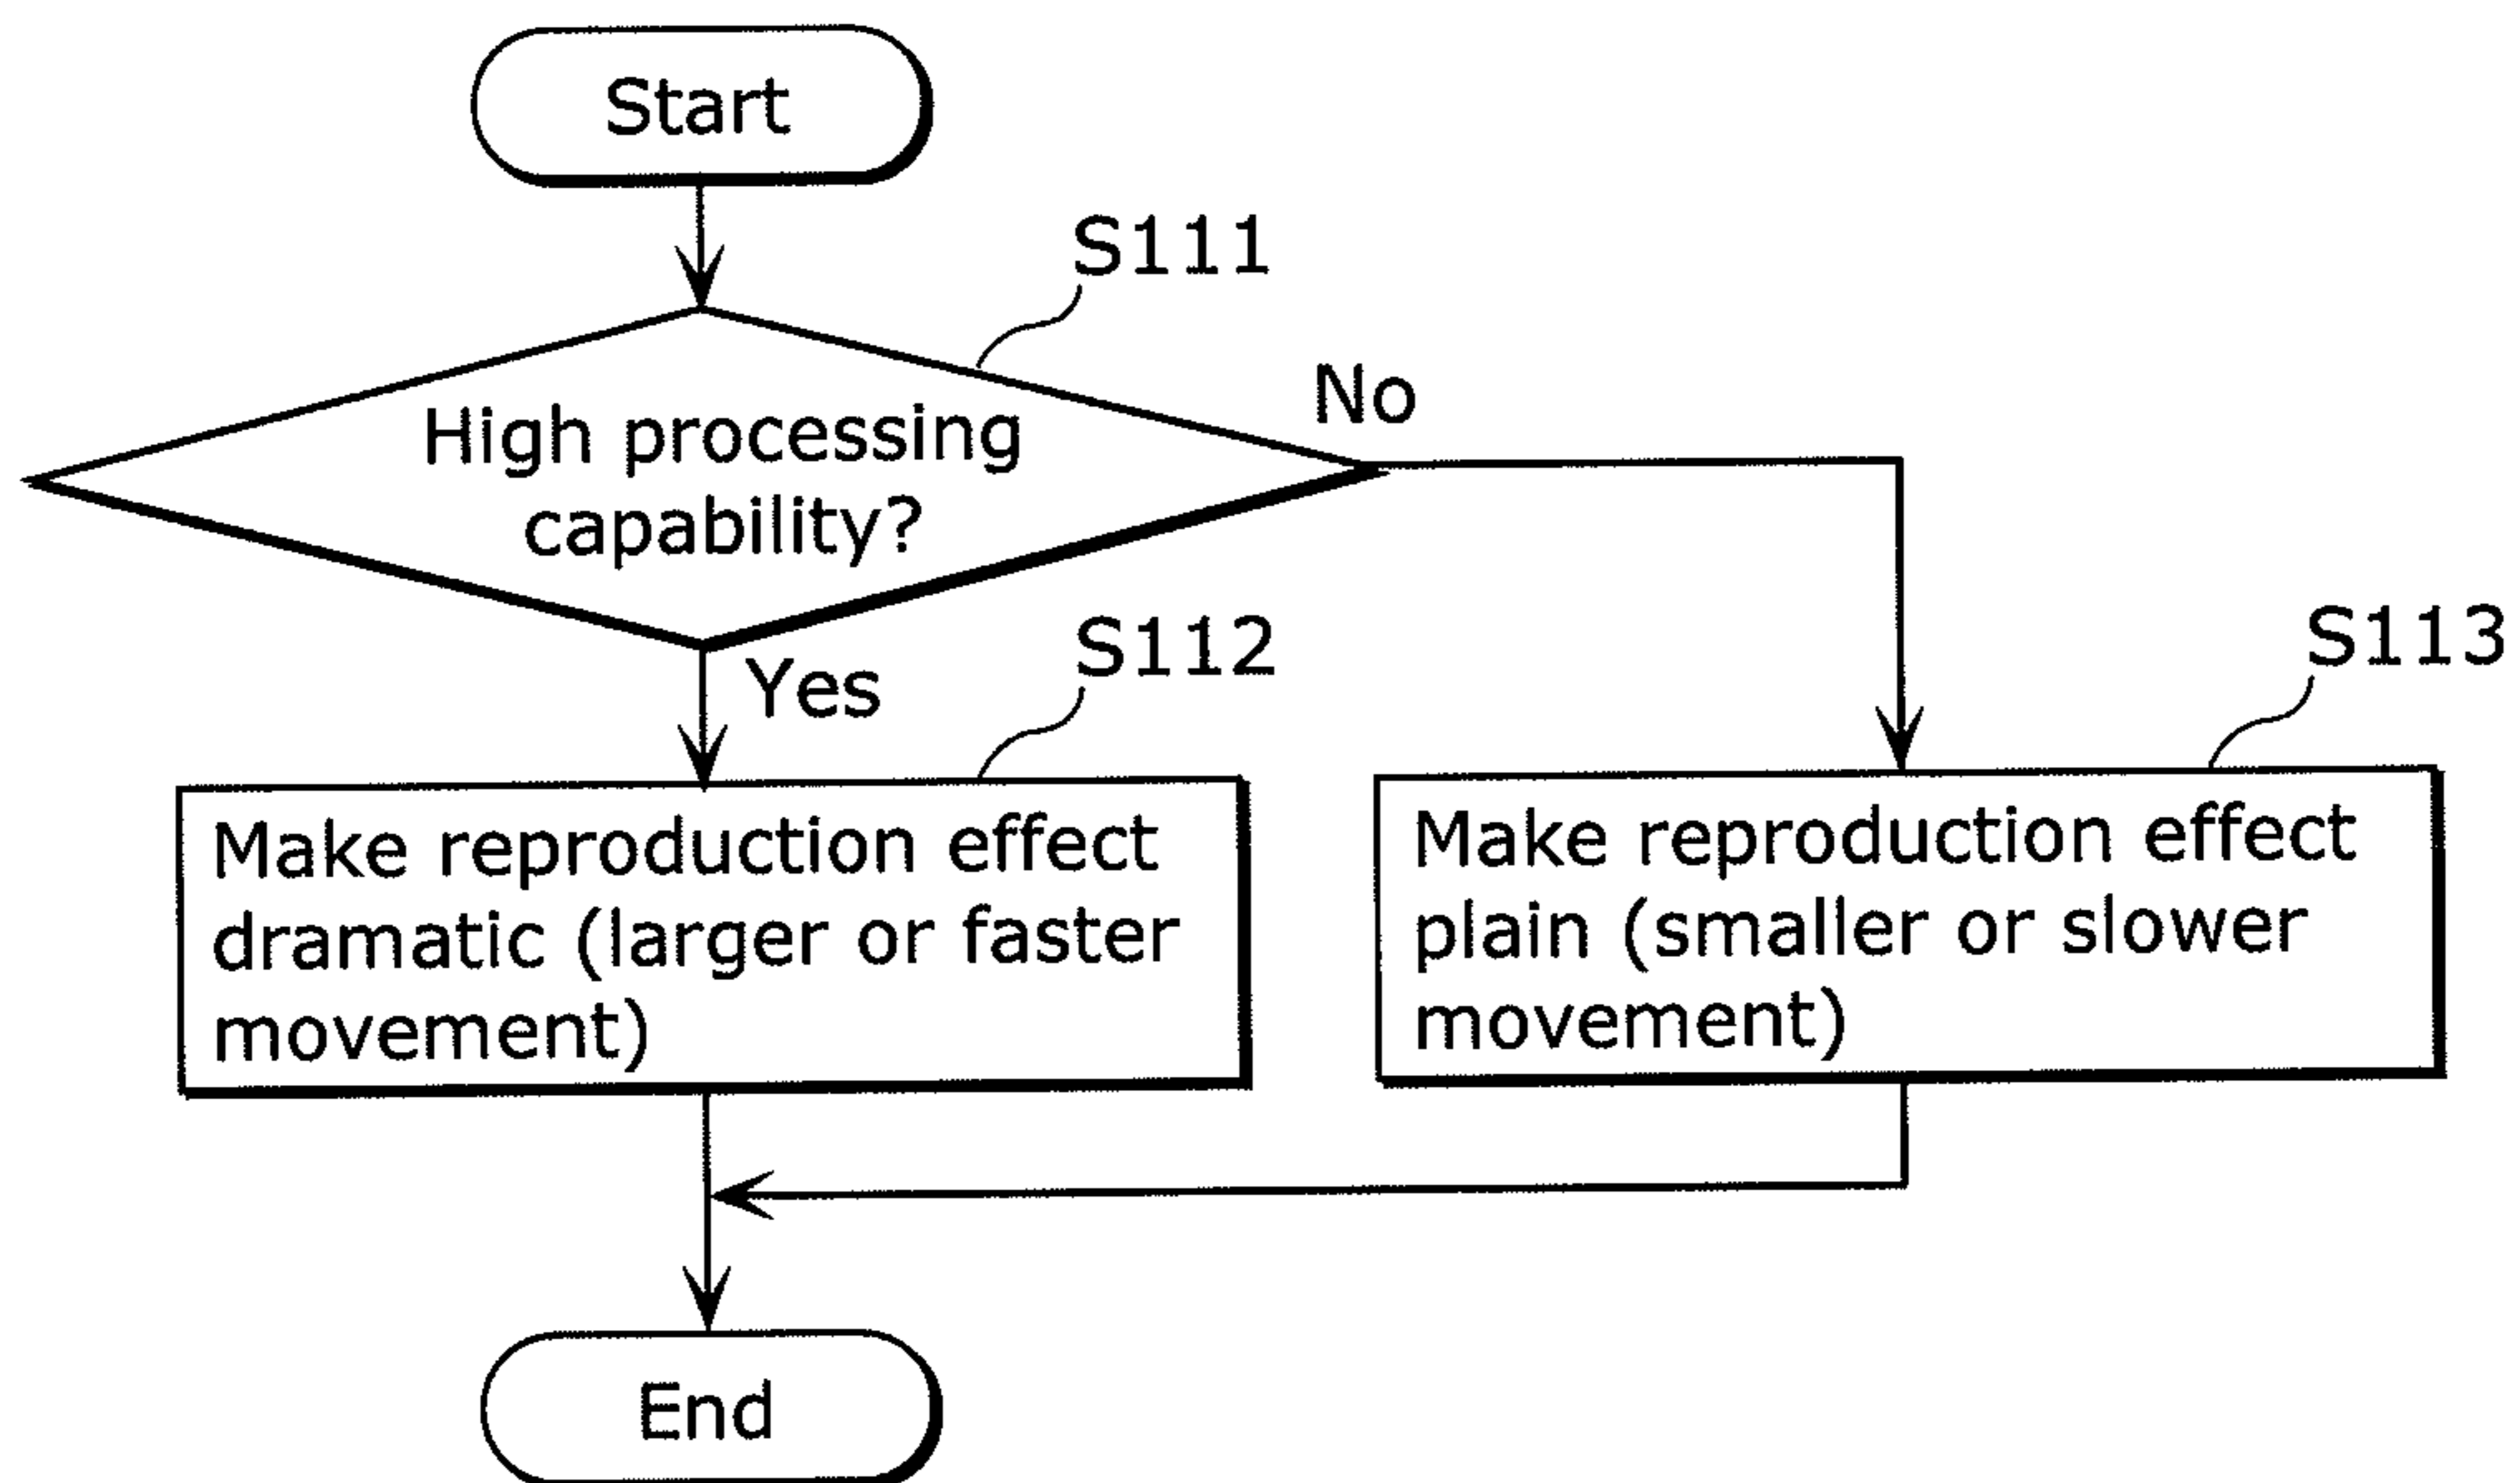 Start
S111
High processing
capability?
No
Yes
S112
S113
Make reproduction effect
dramatic (larger or faster
movement)
Make reproduction effect
plain (smaller or slower
movement)
End